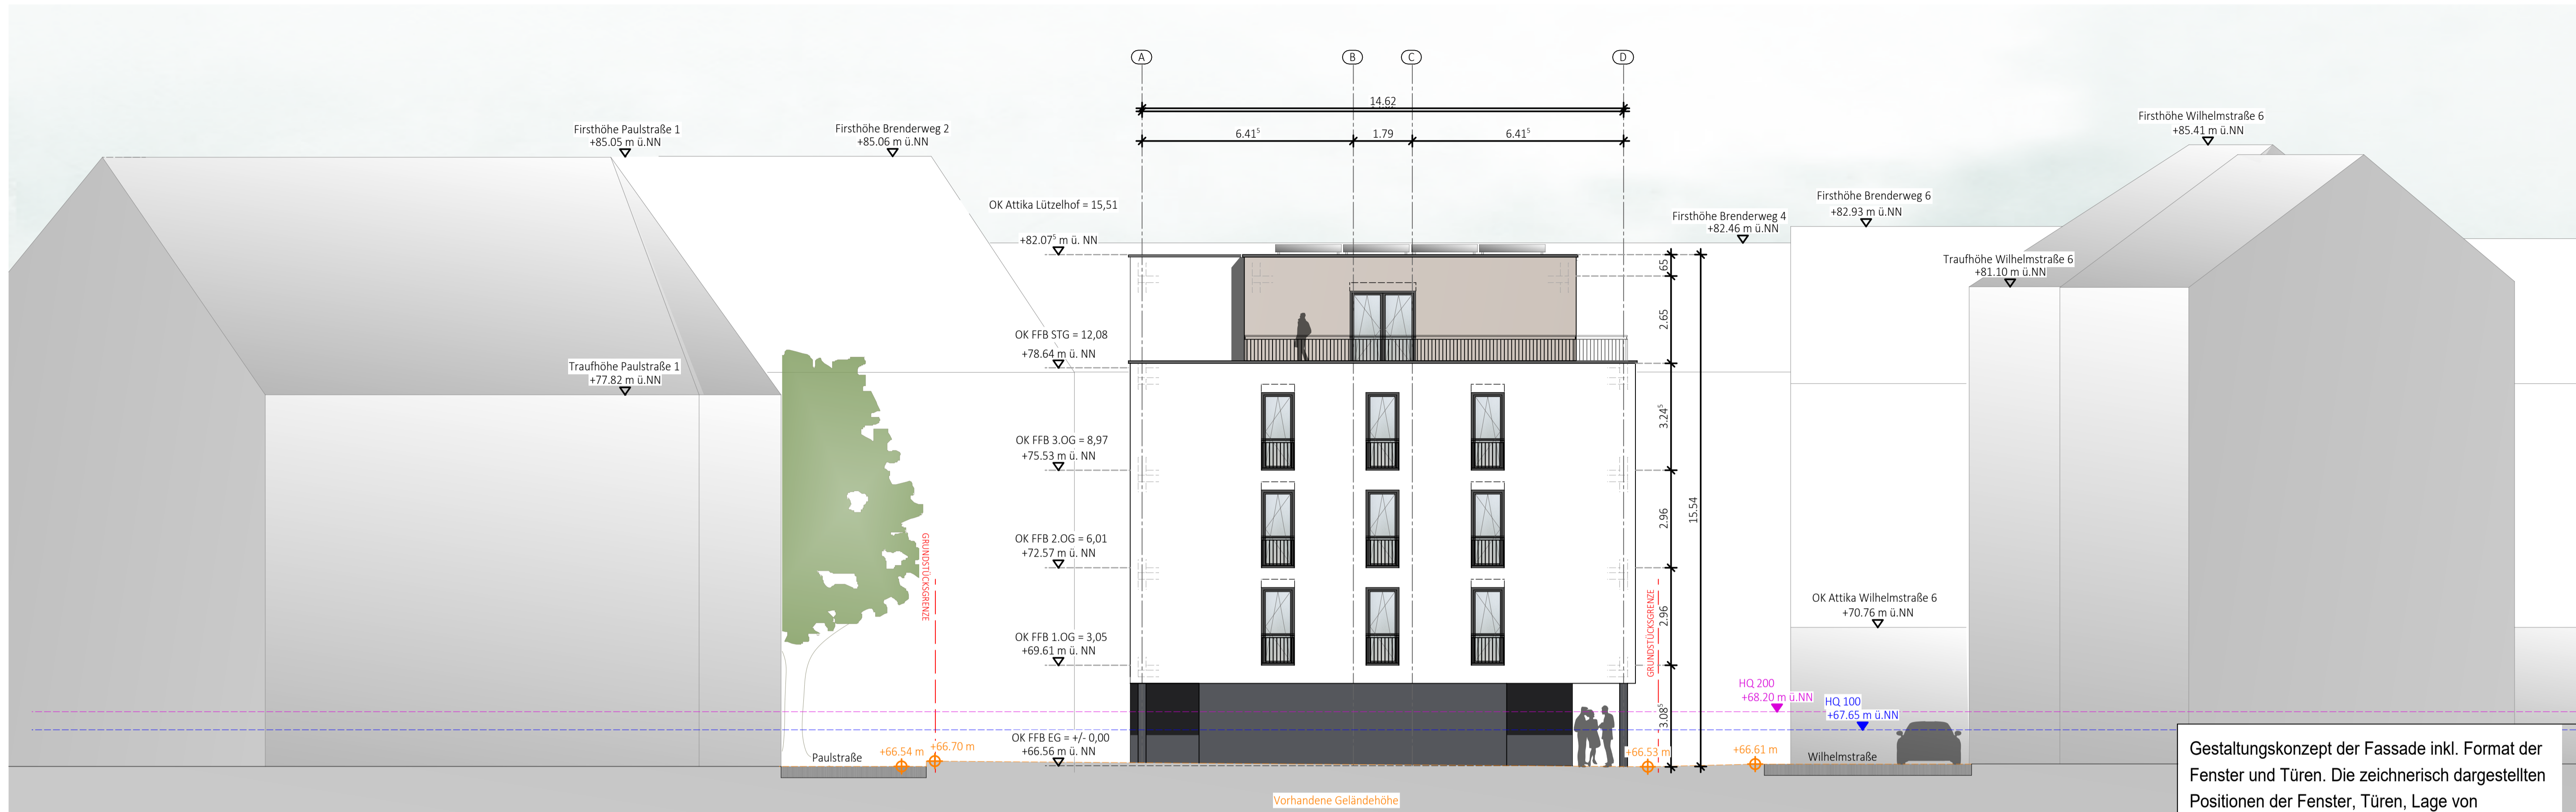 A
B
C
D
14.62
6.41⁵
1.79
6.41⁵
Firsthöhe Paulstraße 1
+85.05 m ü.NN
Firsthöhe Brenderweg 2
+85.06 m ü.NN
Firsthöhe Wilhelmstraße 6
+85.41 m ü.NN
OK Attika Lützelhof = 15,51
+82.07⁵ m ü. NN
Firsthöhe Brenderweg 4
+82.46 m ü.NN
Firsthöhe Brenderweg 6
+82.93 m ü.NN
Traufhöhe Wilhelmstraße 6
+81.10 m ü.NN
Traufhöhe Paulstraße 1
+77.82 m ü.NN
OK FFB STG = 12,08
+78.64 m ü. NN
OK FFB 3.OG = 8,97
+75.53 m ü. NN
OK FFB 2.OG = 6,01
+72.57 m ü. NN
OK FFB 1.OG = 3,05
+69.61 m ü. NN
OK FFB EG = +/- 0,00
+66.56 m ü. NN
65
2.65
3.24⁵
2.96
2.96
3.08⁵
15.54
GRUNDSTÜCKSGRENZE
GRUNDSTÜCKSGRENZE
OK Attika Wilhelmstraße 6
+70.76 m ü.NN
HQ 200
+68.20 m ü.NN
HQ 100
+67.65 m ü.NN
Paulstraße
+66.54 m
+66.70 m
+66.53 m
+66.61 m
Wilhelmstraße
Vorhandene Geländehöhe
Gestaltungskonzept der Fassade inkl. Format der
Fenster und Türen. Die zeichnerisch dargestellten
Positionen der Fenster, Türen, Lage von